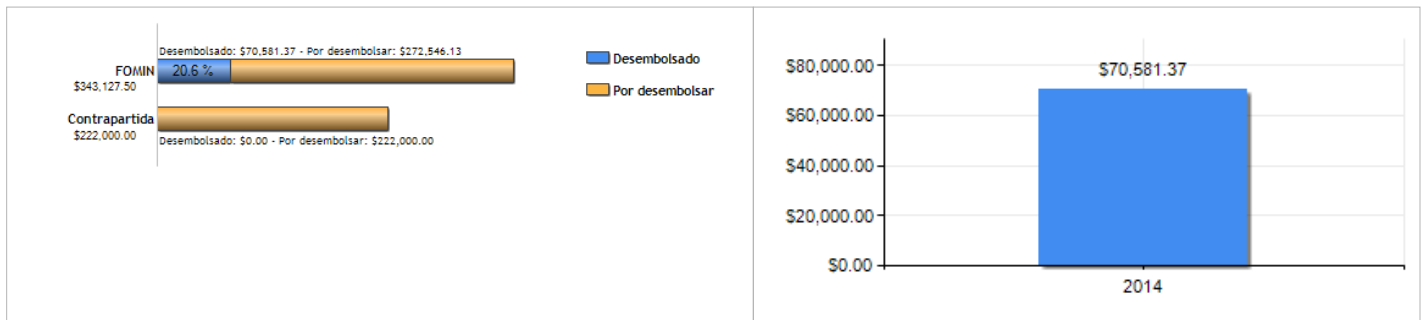 Desembolsado: $70,581.37 - Por desembolsar: $272,546.13
FOMIN
20.6 %
$343,127.50
Contrapartida
$222,000.00
Desembolsado: $0.00 - Por desembolsar: $222,000.00
Desembolsado
Por desembolsar
$80,000.00
$70,581.37
$60,000.00
$40,000.00
$20,000.00
$0.00
2014